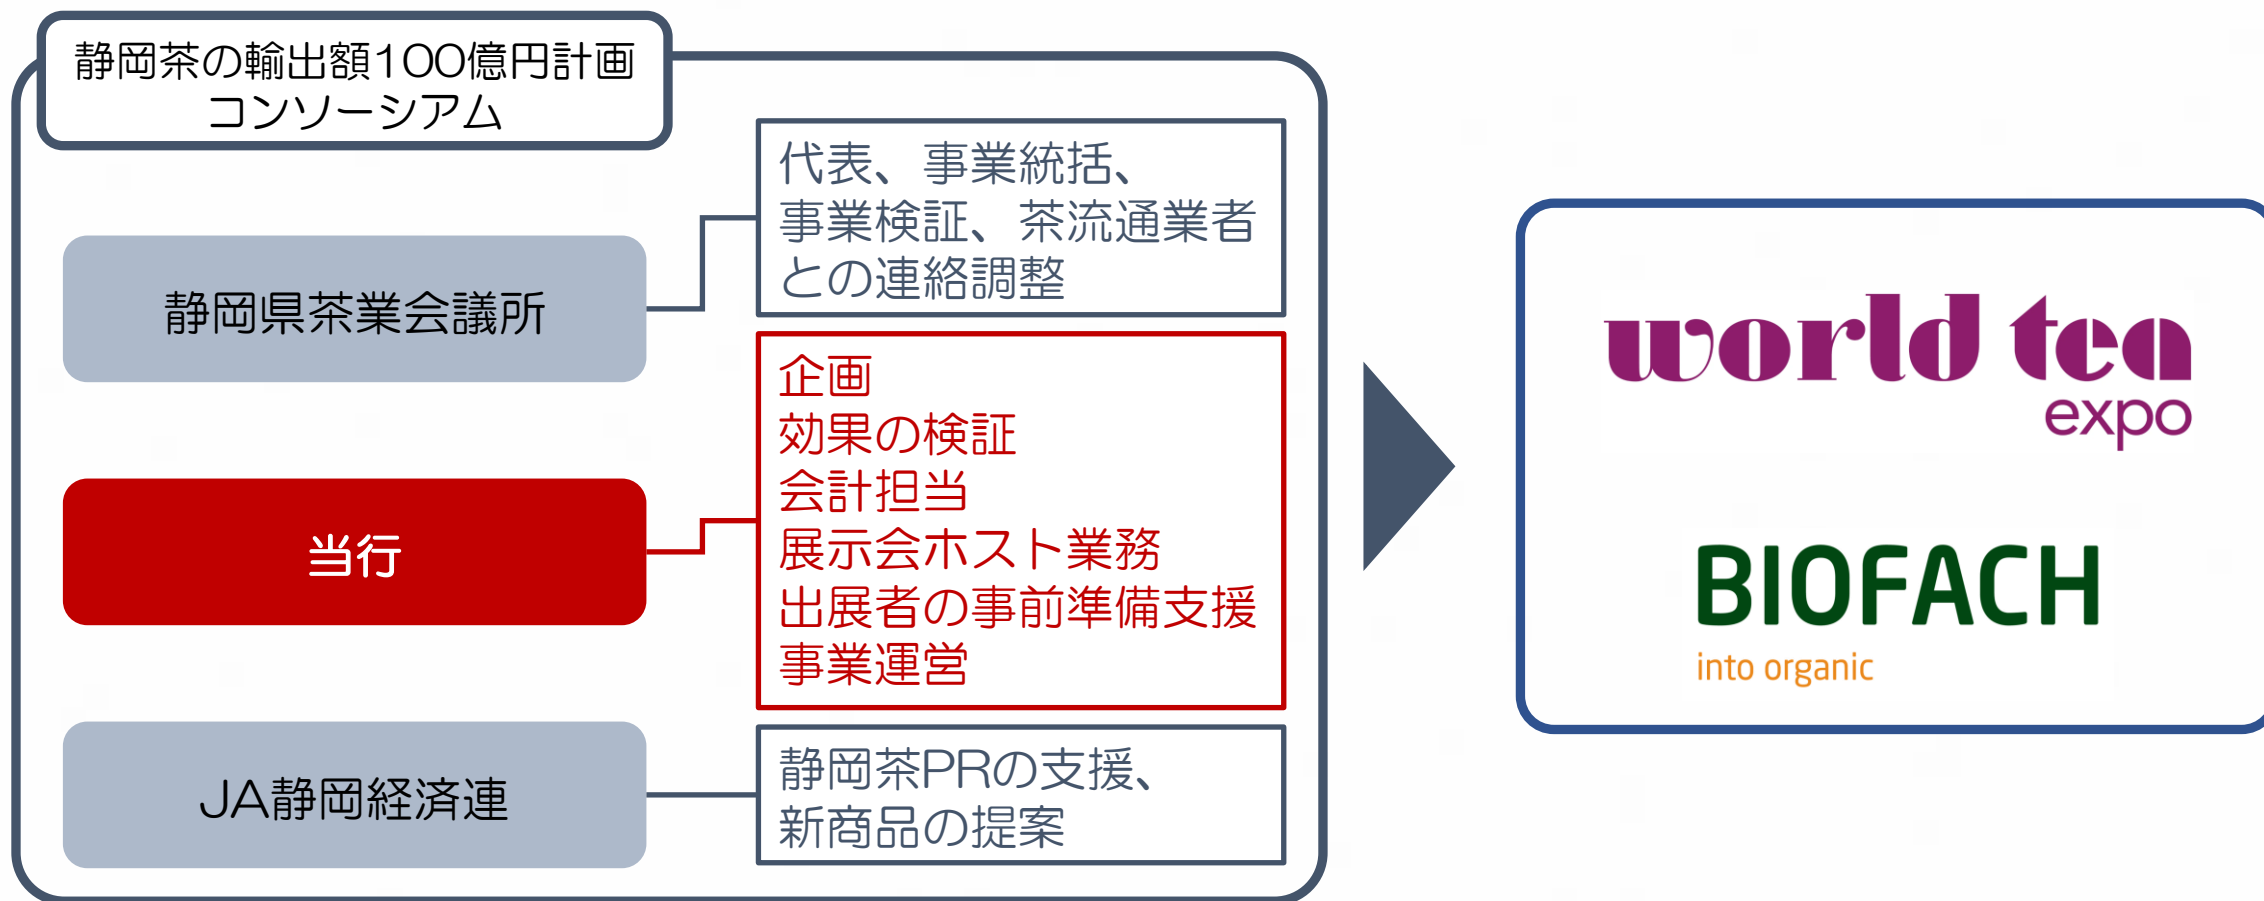 静岡茶の輸出額100億円計画
コンソーシアム
静岡県茶業会議所
代表、事業統括、
事業検証、茶流通業者
との連絡調整
当行
企画
効果の検証
会計担当
展示会ホスト業務
出展者の事前準備支援
事業運営
JA静岡経済連
静岡茶PRの支援、
新商品の提案
world tea
expo
BIOFACH
into organic